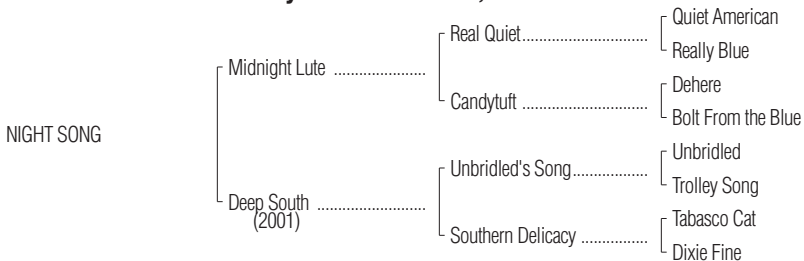 Quiet American
Real Quiet
Really Blue
Midnight Lute
Dehere
Candytuft
Bolt From the Blue
NIGHT SONG
Unbridled
Unbridled's Song
Trolley Song
Deep South
(2001)
Tabasco Cat
Southern Delicacy
Dixie Fine